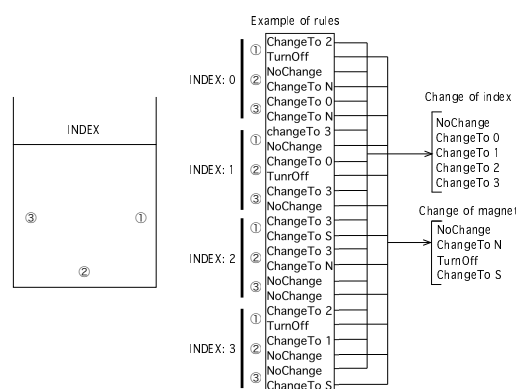 Example of rules
INDEX
③
①
②
INDEX: 0
①
ChangeTo 2
TurnOff
②
NoChange
ChangeTo N
③
ChangeTo 0
ChangeTo N
INDEX: 1
①
changeTo 3
NoChange
②
ChangeTo 0
TunrOff
③
ChangeTo 3
NoChange
INDEX: 2
①
ChangeTo 3
ChangeTo S
②
ChangeTo 3
ChangeTo N
③
NoChange
NoChange
INDEX: 3
①
ChangeTo 2
TurnOff
②
ChangeTo 1
NoChange
③
NoChange
ChangeTo S
Change of index
NoChange
ChangeTo 0
ChangeTo 1
ChangeTo 2
ChangeTo 3
Change of magnet
NoChange
ChangeTo N
TurnOff
ChangeTo S